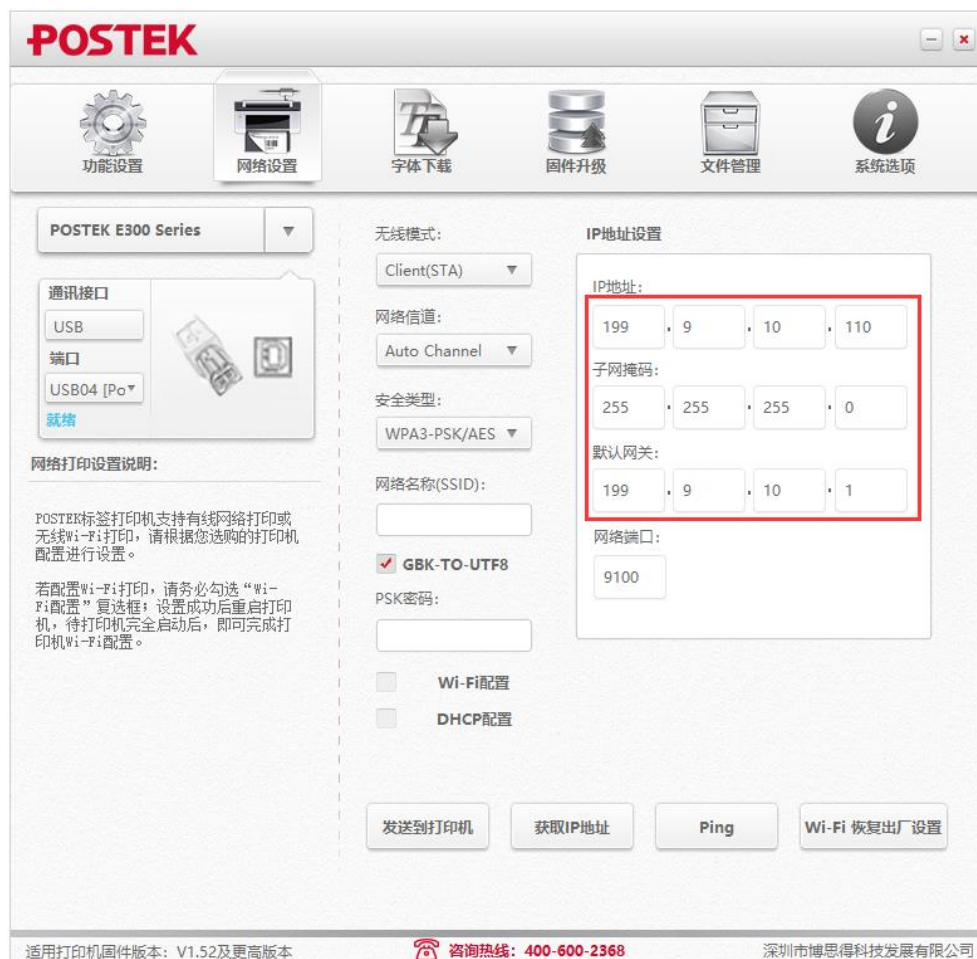 POSTEK
功能设置
网络设置
字体下载
固件升级
文件管理
系统选项
POSTEK E300 Series
通讯接口
USB
端口
USB04 [Po
就绪
网络打印设置说明:
POSTEK标签打印机支持有线网络打印或
无线Wi-Fi打印，请根据您选购的打印机
配置进行设置。
若配置Wi-Fi打印，请务必勾选“Wi-
Fi配置”复选框；设置成功后重启打印
机，待打印机完全启动后，即可完成打
印机Wi-Fi配置。
无线模式:
Client(STA)
网络信道:
Auto Channel
安全类型:
WPA3-PSK/AES
网络名称(SSID):
GBK-TO-UTF8
PSK密码:
Wi-Fi配置
DHCP配置
IP地址设置
IP地址:
199 . 9 . 10 . 110
子网掩码:
255 . 255 . 255 . 0
默认网关:
199 . 9 . 10 . 1
网络端口:
9100
发送到打印机
获取IP地址
Ping
Wi-Fi 恢复出厂设置
适用打印机固件版本: V1.52及更高版本
咨询热线: 400-600-2368
深圳市博思得科技发展有限公司